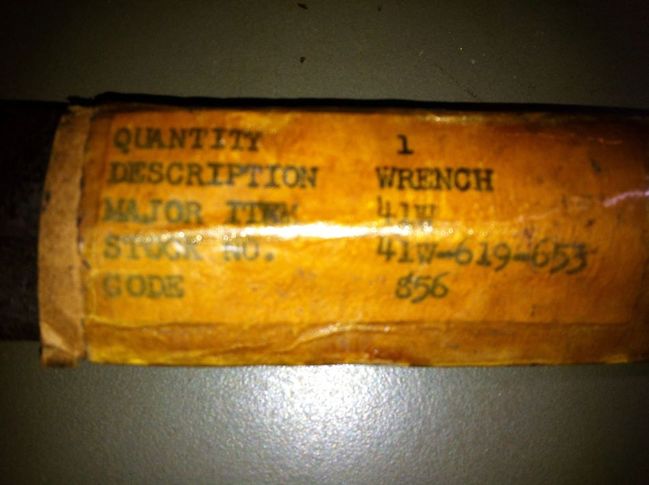 QUANTITY 1
DESCRIPTION WRENCH
MAJOR ITEM 41W
STOCK NO. 41W-619-653
CODE 856